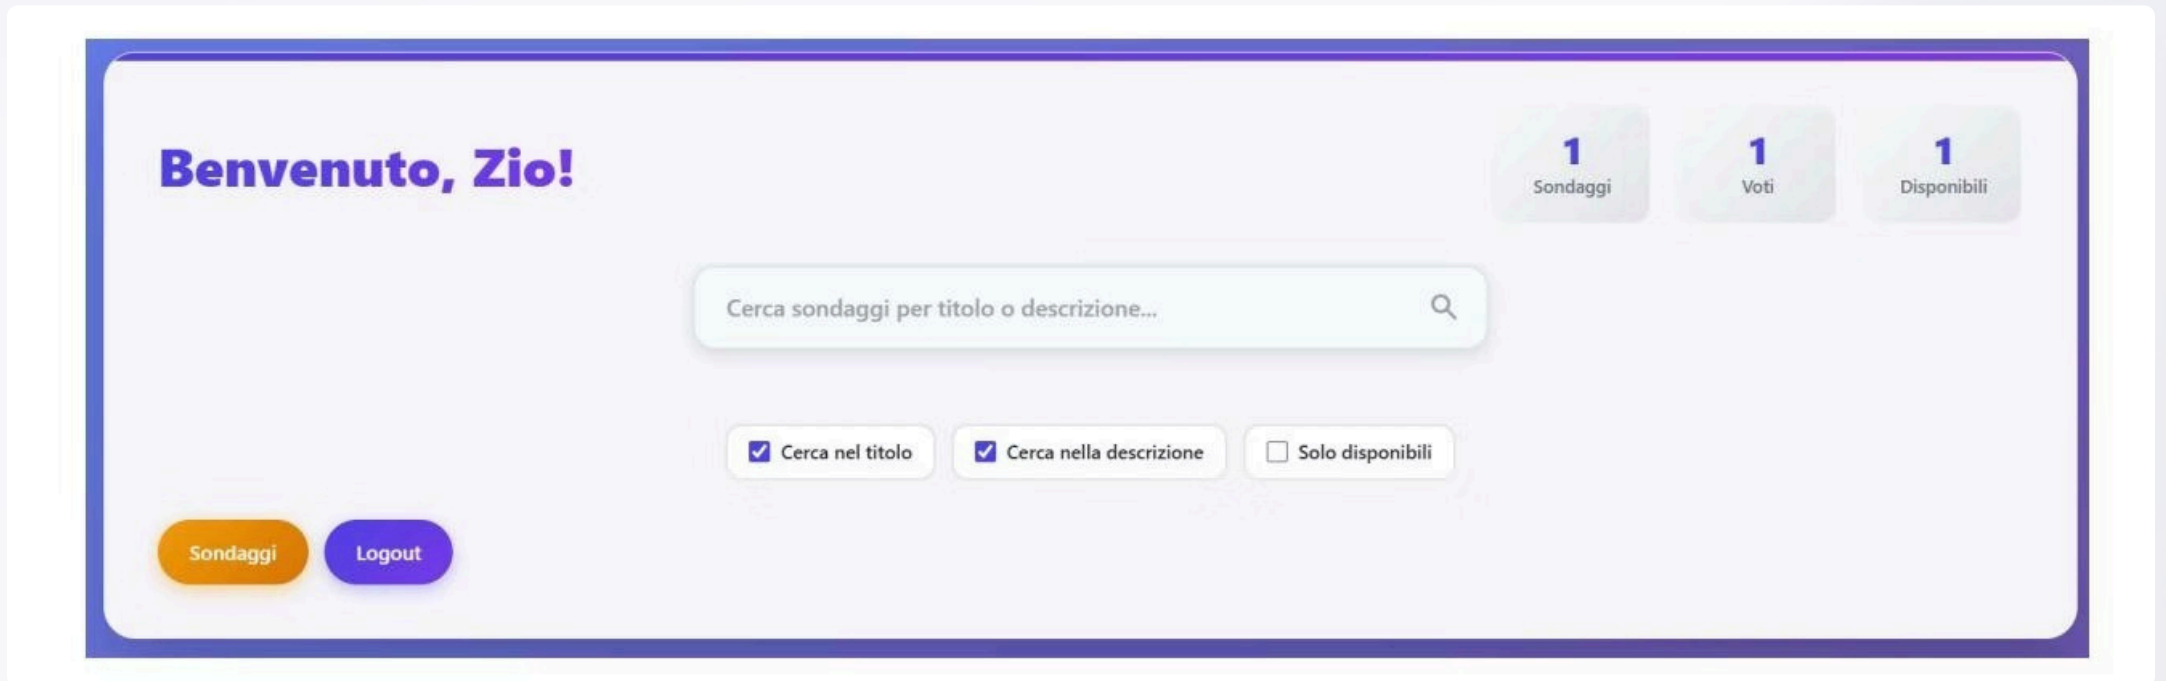 Benvenuto, Zio!
1
Sondaggi
1
Voti
1
Disponibili
Cerca sondaggi per titolo o descrizione...
Cerca nel titolo
Cerca nella descrizione
Solo disponibili
Sondaggi
Logout